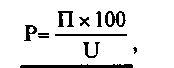 P= П × 100
U ,